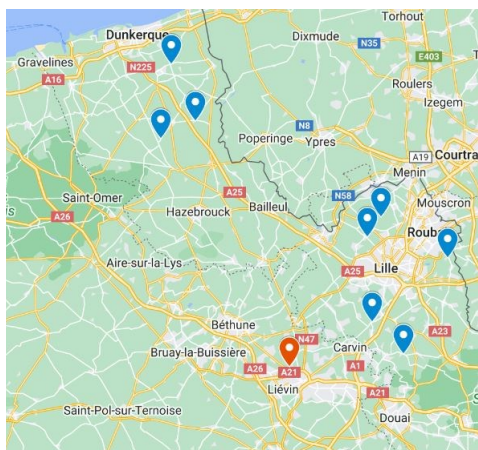 Torhout
Dunkerque
Dixmude
N35
E403
Gravelines
N225
A16
Roulers
Izegem
N8
Poperinge
Ypres
A19
Courtra
Menin
Saint-Omer
A25
N58
Mouscron
Hazebrouck
Bailleul
A26
Rouba
Aire-sur-la-Lys
A25
Lille
Béthune
N47
A23
Bruay-la-Buissière
Carvin
A26
A21
A1
Liévin
A21
Saint-Pol-sur-Ternoise
Douai